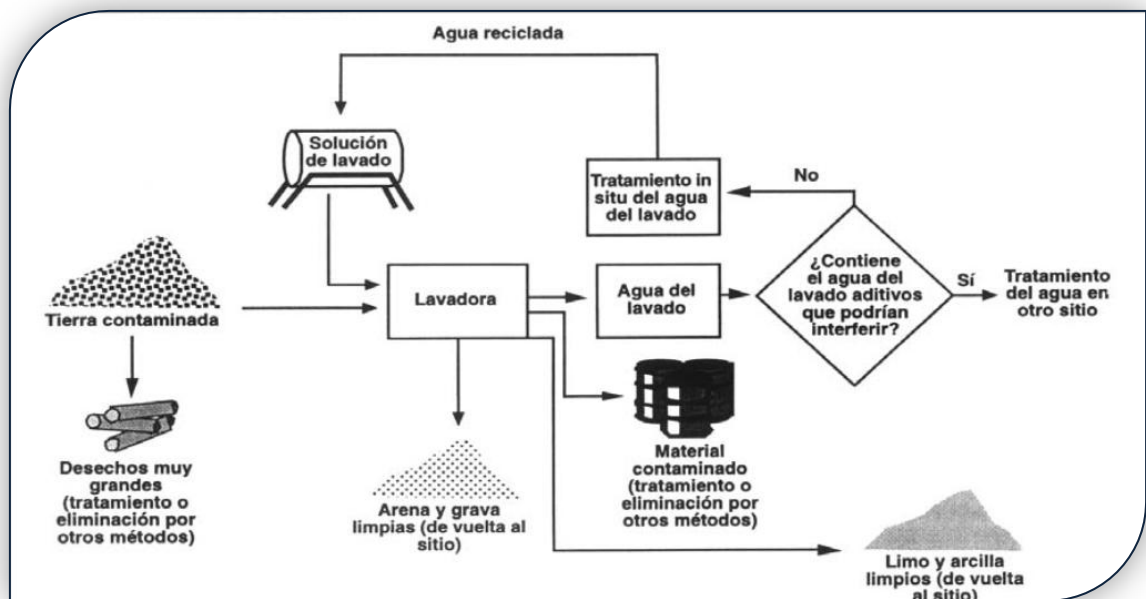 Agua reciclada
Solución
de lavado
Tratamiento in
situ del agua
del lavado
No
¿Contiene
el agua del
lavado aditivos
que podrían
interferir?
Sí
Tratamiento
del agua en
otro sitio
Tierra contaminada
Lavadora
Agua del
lavado
Desechos muy
grandes
(tratamiento o
eliminación por
otros métodos)
Arena y grava
limpias (de vuelta al
sitio)
Material
contaminado
(tratamiento o
eliminación por
otros métodos)
Limo y arcilla
limpios (de vuelta
al sitio)